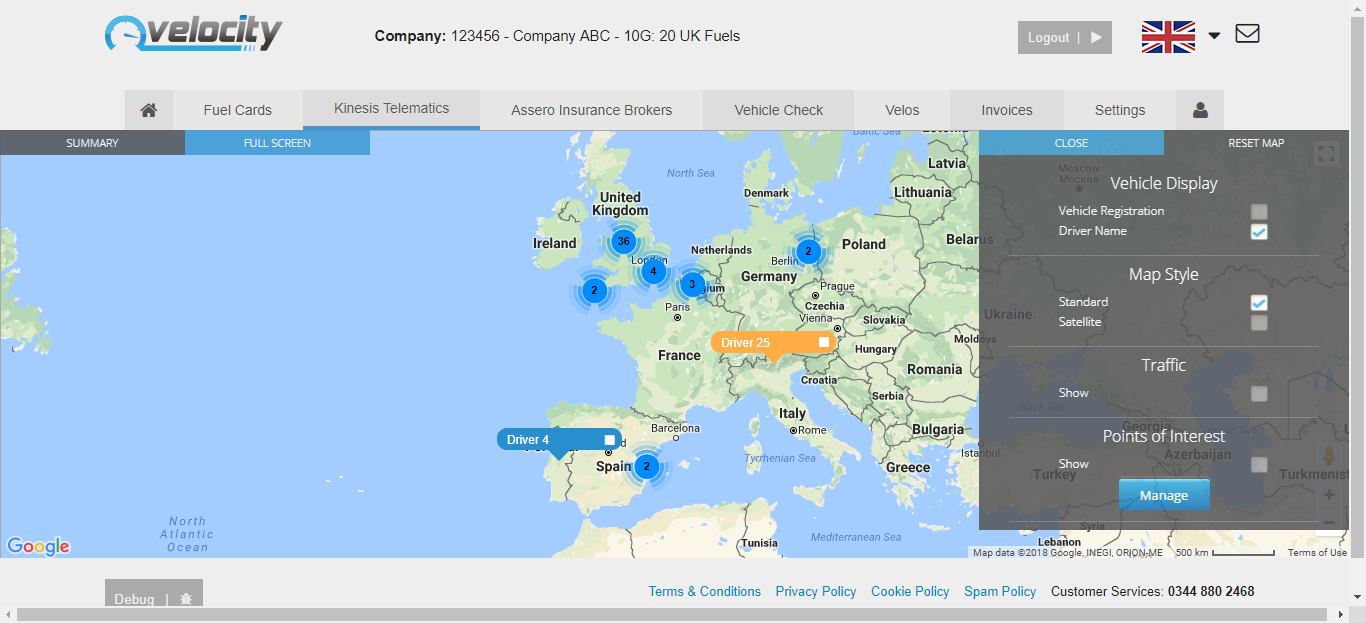 velocity
Company: 123456 - Company ABC - 10G: 20 UK Fuels
Logout |
Fuel Cards
Kinesis Telematics
Assero Insurance Brokers
Vehicle Check
Velos
Invoices
Settings
SUMMARY
FULL SCREEN
CLOSE
RESET MAP
Baltic Sea
Estonia
North Sea
Latvia
Moscow
Москва
Denmark
Lithuania
United
Kingdom
Ireland
36
Netherlands
Berlin
2
Poland
Belarus
London
4
Germany
2
3
Prague
Paris
Czechia
Vienna
Slovakia
Ukraine
Driver 25
Hungary
Moldova
France
Romania
Croatia
Serbia
Italy
Black Sea
Barcelona
Rome
Bulgaria
Georgia
Driver 4
Istanbul
Azerbaijan
Tyrrhenian Sea
Spain
2
Greece
Turkey
Turkmenist
North
Atlantic
Ocean
Tunisia
Mediterranean Sea
Syria
Lebanon
Vehicle Display
Vehicle Registration
Driver Name
Map Style
Standard
Satellite
Traffic
Show
Points of Interest
Show
Manage
Google
Map data ©2018 Google, INEGI, ORION-ME
500 km
Terms of Use
Debug |
Terms & Conditions
Privacy Policy
Cookie Policy
Spam Policy
Customer Services: 0344 880 2468